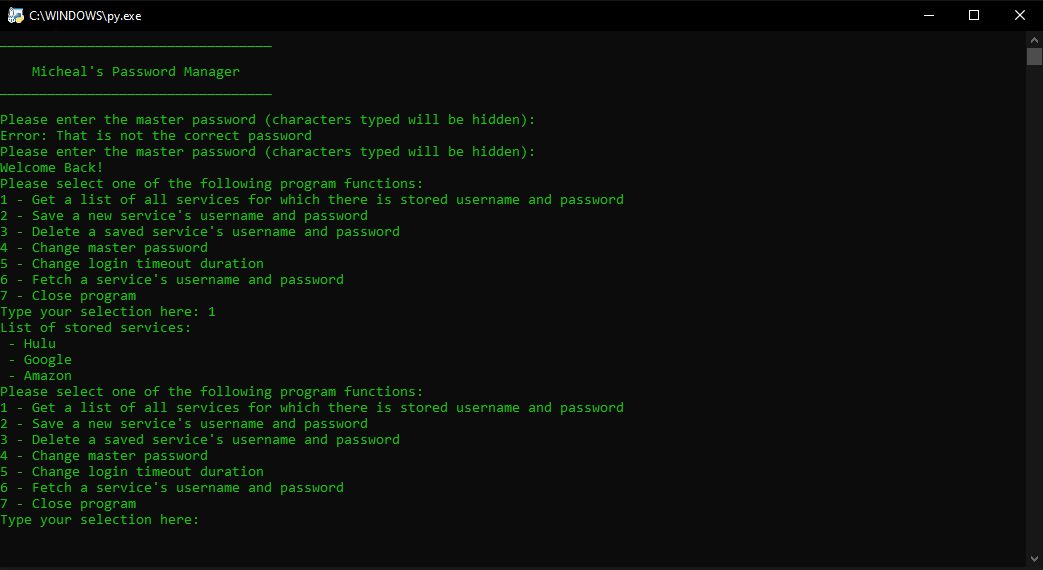 C:\WINDOWS\py.exe
__________________________________
Micheal's Password Manager
__________________________________
Please enter the master password (characters typed will be hidden):
Error: That is not the correct password
Please enter the master password (characters typed will be hidden):
Welcome Back!
Please select one of the following program functions:
1 - Get a list of all services for which there is stored username and password
2 - Save a new service's username and password
3 - Delete a saved service's username and password
4 - Change master password
5 - Change login timeout duration
6 - Fetch a service's username and password
7 - Close program
Type your selection here: 1
List of stored services:
 - Hulu
 - Google
 - Amazon
Please select one of the following program functions:
1 - Get a list of all services for which there is stored username and password
2 - Save a new service's username and password
3 - Delete a saved service's username and password
4 - Change master password
5 - Change login timeout duration
6 - Fetch a service's username and password
7 - Close program
Type your selection here: